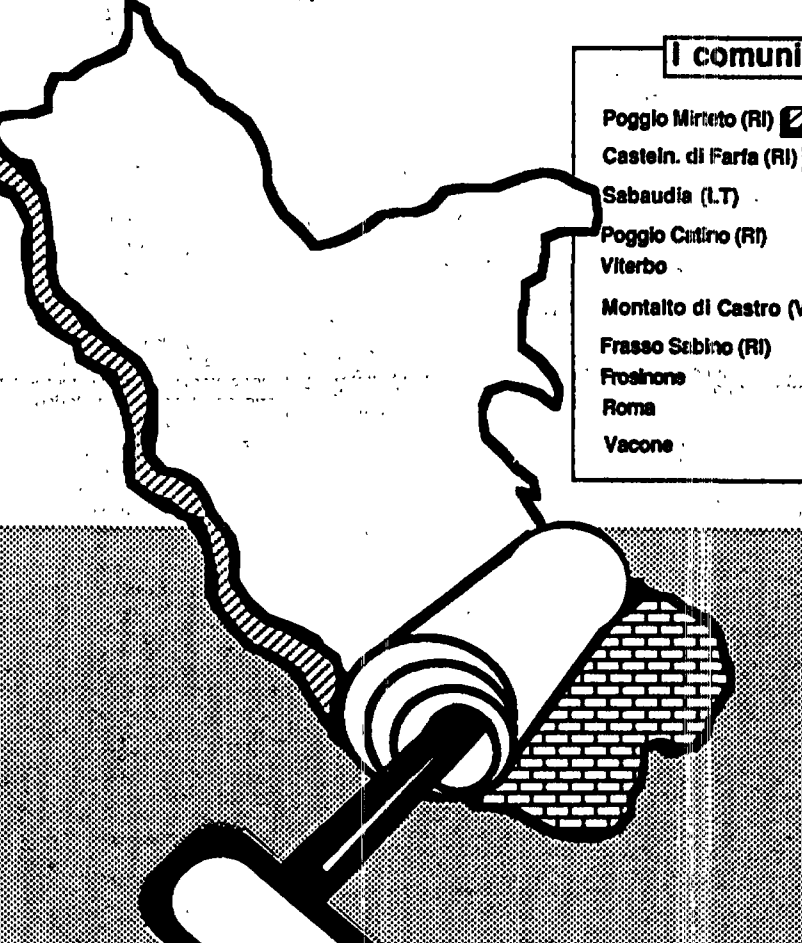 I comuni
Poggio Mirteto (RI)
Casteln. di Farfa (RI)
Sabaudia (LT)
Poggio Catino (RI)
Viterbo
Montalto di Castro (V
Frasso Sabino (RI)
Frosinone
Roma
Vacone